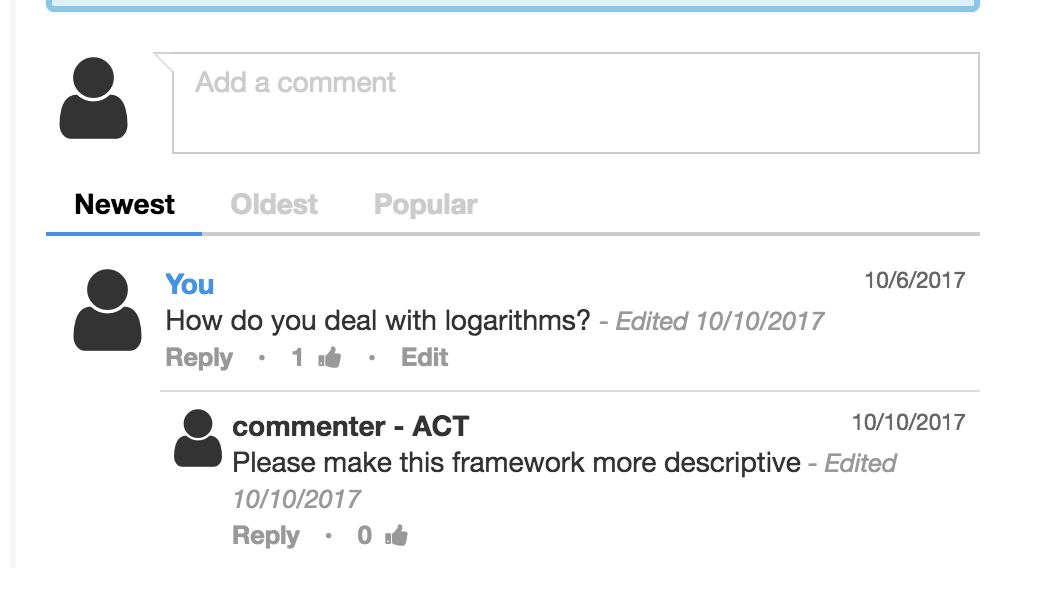 Add a comment
Newest Oldest Popular
You 10/6/2017
How do you deal with logarithms? - Edited 10/10/2017
Reply • 1 • Edit
commenter - ACT 10/10/2017
Please make this framework more descriptive - Edited
10/10/2017
Reply • 0